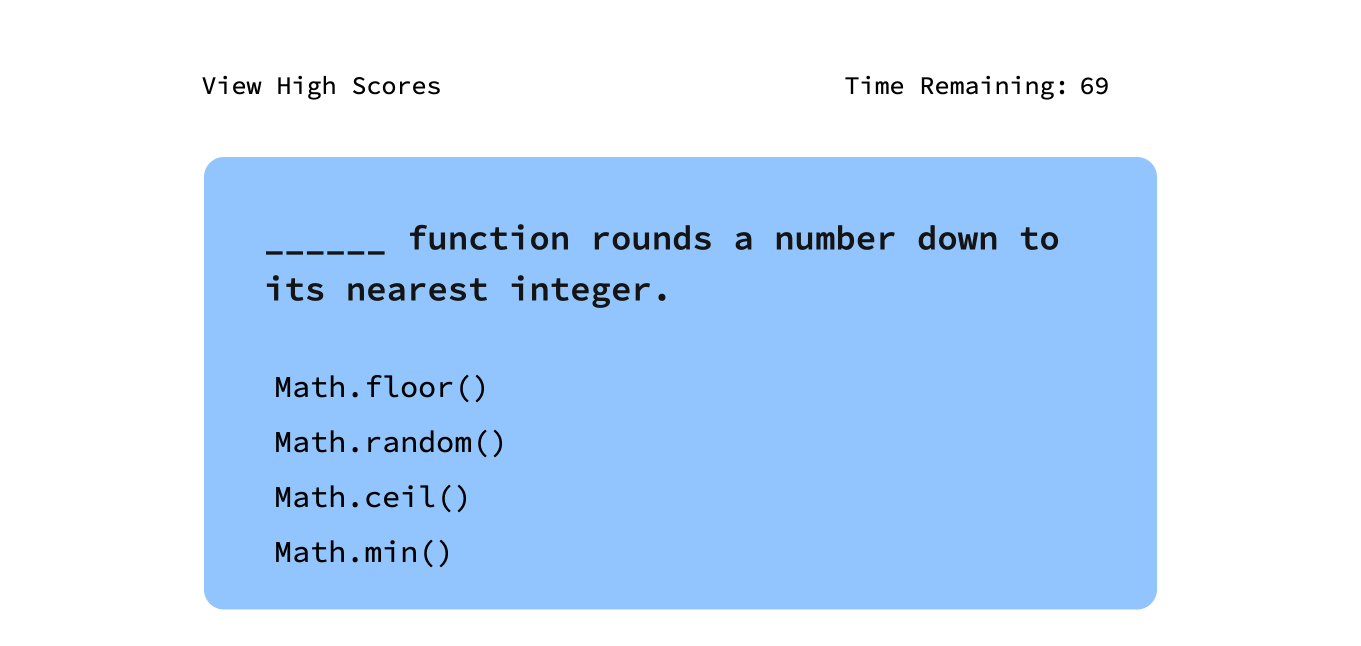 View High Scores
Time Remaining: 69
______ function rounds a number down to
its nearest integer.
Math.floor()
Math.random()
Math.ceil()
Math.min()